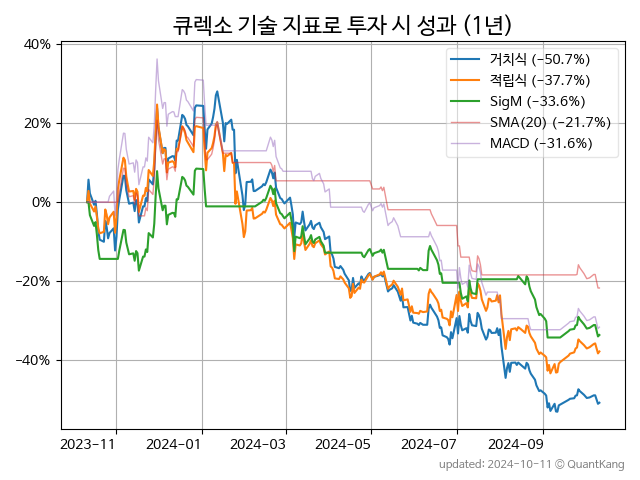 큐렉소 기술 지표로 투자 시 성과 (1년)
40%
20%
0%
−20%
−40%
거치식 (−50.7%)
적립식 (−37.7%)
SigM (−33.6%)
SMA(20) (−21.7%)
MACD (−31.6%)
2023-11 2024-01 2024-03 2024-05 2024-07 2024-09
updated: 2024-10-11 © QuantKang